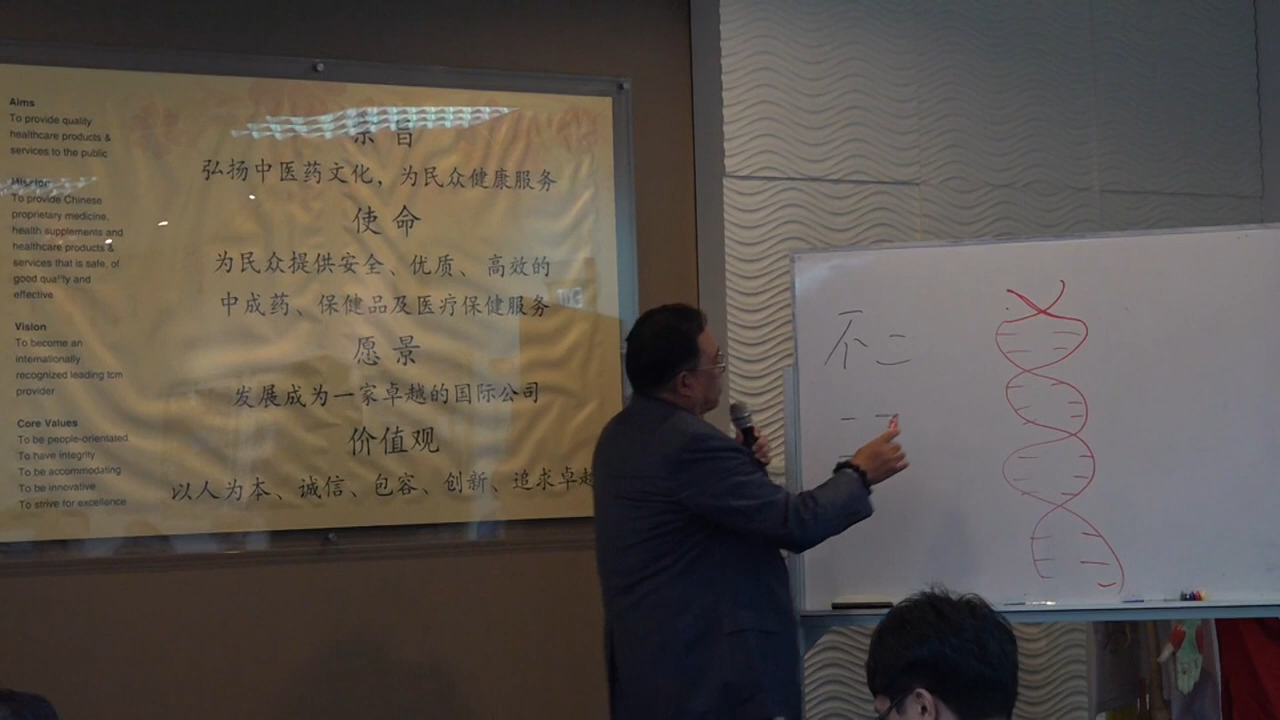 Aims
To provide quality
healthcare products &
services to the public
Mission
To provide Chinese
proprietary medicine,
health supplements and
healthcare products &
services that is safe, of
good quality and
effective
Vision
To become an
internationally
recognized leading tcm
provider
Core Values
To be people-orientated
To have integrity
To be accommodating
To be innovative
To strive for excellence
宗旨
弘扬中医药文化，为民众健康服务
使命
为民众提供安全、优质、高效的
中成药、保健品及医疗保健服务
愿景
发展成为一家卓越的国际公司
价值观
以人为本、诚信、包容、创新、追求卓越
不二